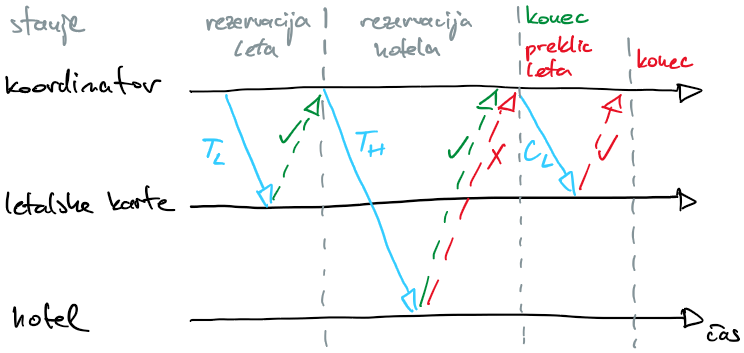 stanje
rezervacija
leta
rezervacija
hotela
konec
preklic
leta
konec
koordinator
T_L
✓
T_H
✓
X
C_L
✓
letalske karte
hotel
čas